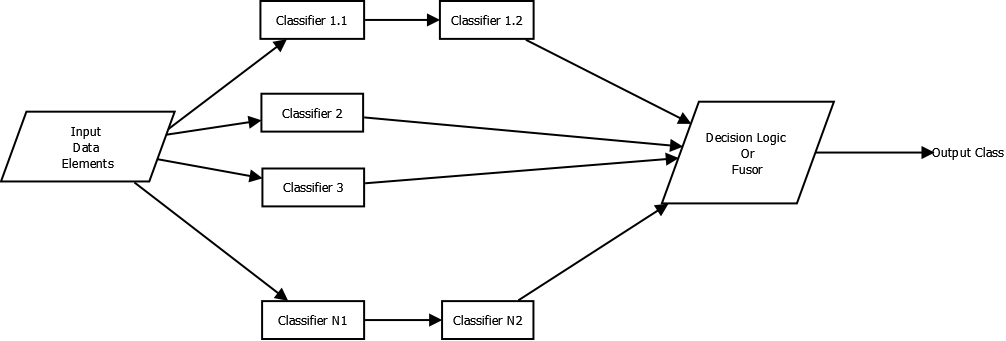 Classifier 1.1
Classifier 1.2
Input
Data
Elements
Classifier 2
Classifier 3
Decision Logic
Or
Fusor
Output Class
Classifier N1
Classifier N2